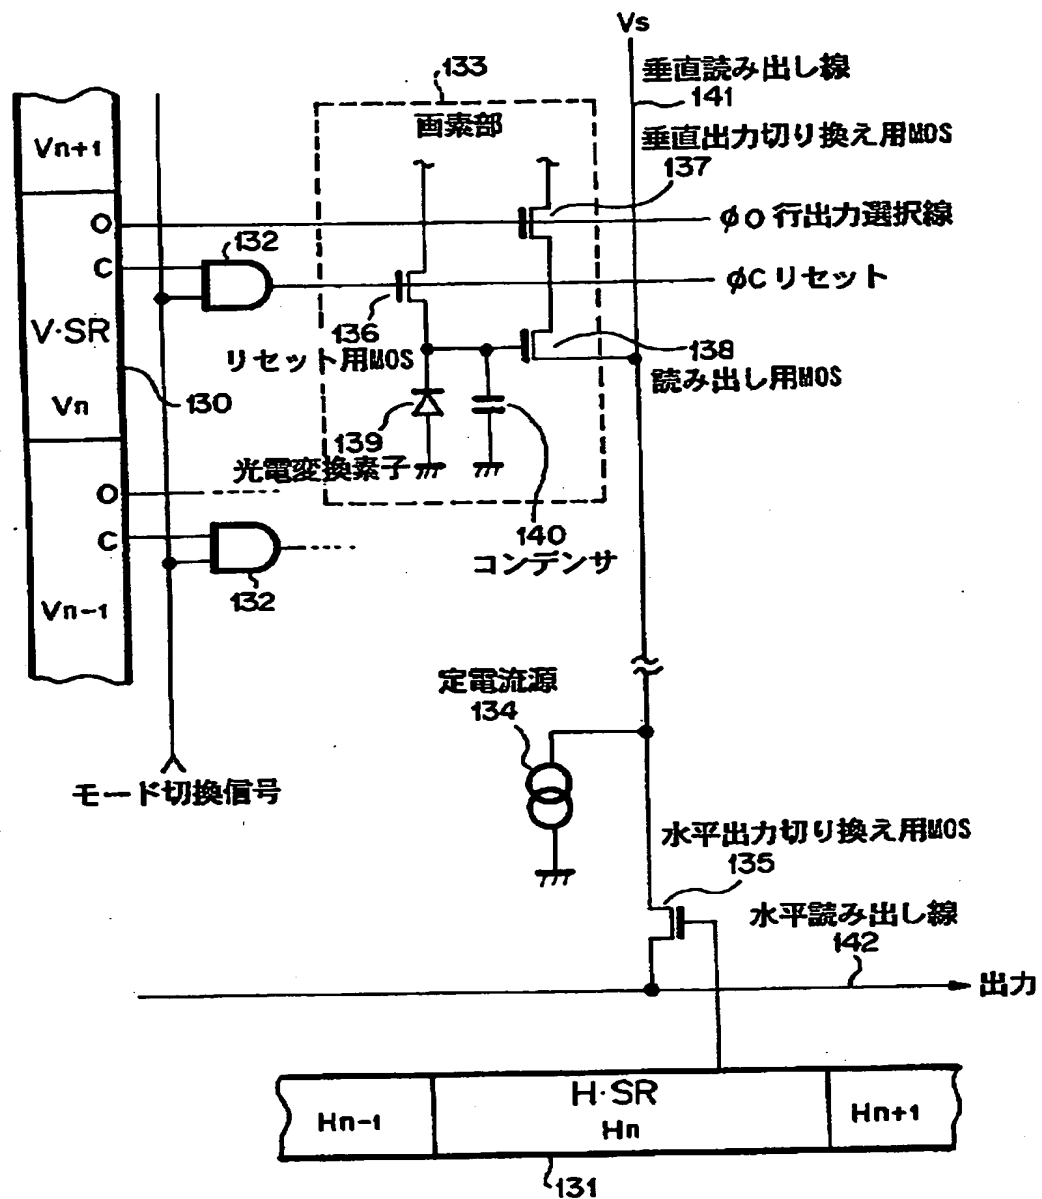 Vs
133
垂直読み出し線
141
画素部
垂直出力切り換え用MOS
137
Vn+1
O
φO 行出力選択線
132
C
φC リセット
136
リセット用MOS
V·SR
138
読み出し用MOS
130
Vn
139
光電変換素子
O
140
コンデンサ
C
132
Vn-1
定電流源
134
モード切換信号
水平出力切り換え用MOS
135
水平読み出し線
142
出力
H·SR
Hn-1
Hn
Hn+1
131